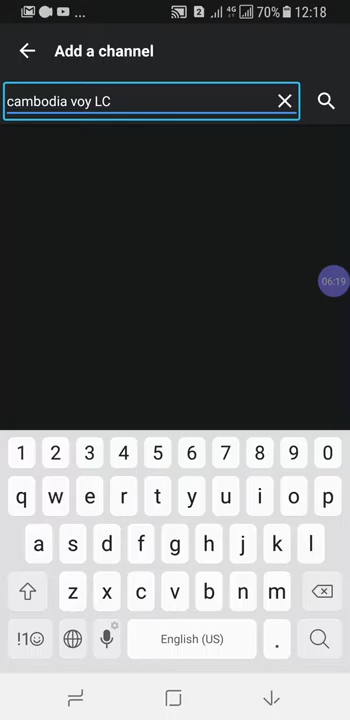 ... 4G 70% 12:18
Add a channel
cambodia voy LC
06:19
1 2 3 4 5 6 7 8 9 0
q w e r t y u i o p
a s d f g h j k l
z x c v b n m
!1☺ English (US) .